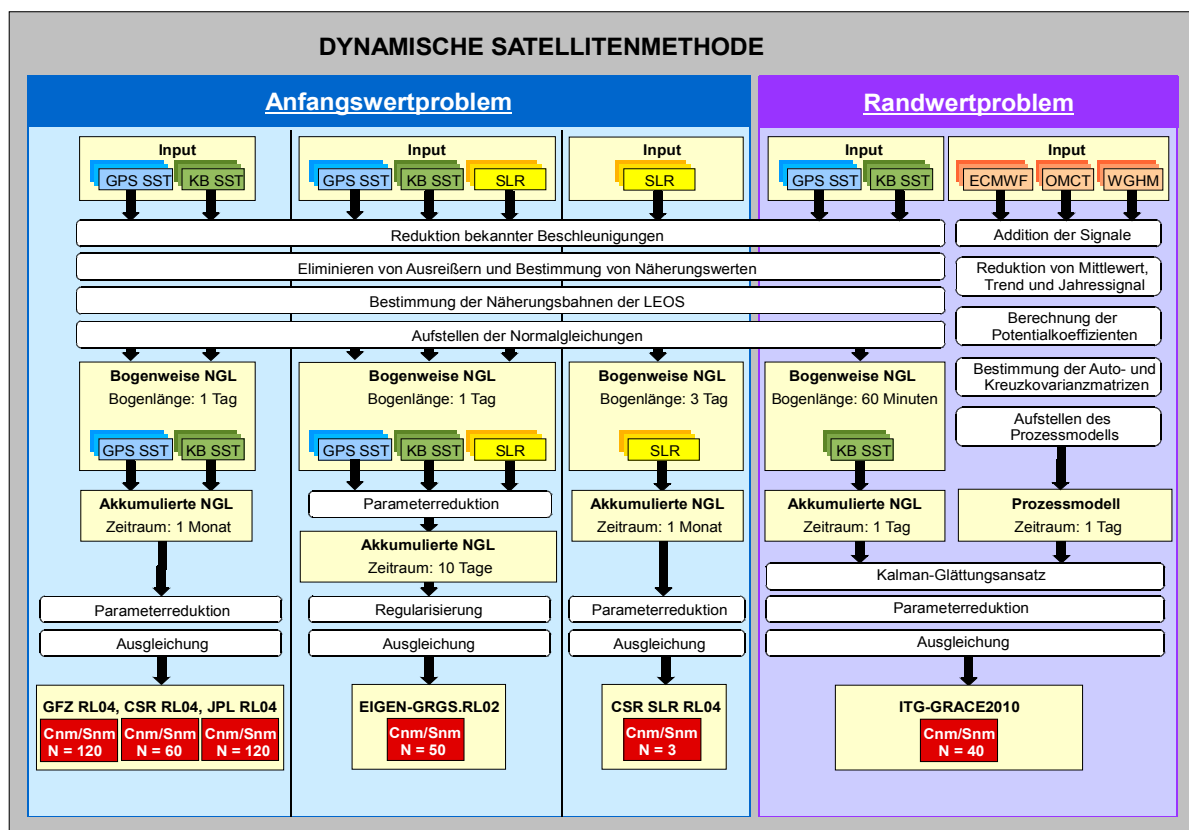 DYNAMISCHE SATELLITENMETHODE
Anfangswertproblem
Randwertproblem
Input
GPS SST
KB SST
Input
GPS SST
KB SST
SLR
Input
SLR
Input
GPS SST
KB SST
Input
ECMWF
OMCT
WGHM
Reduktion bekannter Beschleunigungen
Eliminieren von Ausreißern und Bestimmung von Näherungswerten
Bestimmung der Näherungsbahnen der LEOS
Aufstellen der Normalgleichungen
Addition der Signale
Reduktion von Mittlewert,
Trend und Jahressignal
Berechnung der
Potentialkoeffizienten
Bestimmung der Auto- und
Kreuzkovarianzmatrizen
Aufstellen des
Prozessmodells
Bogenweise NGL
Bogenlänge: 1 Tag
GPS SST
KB SST
Bogenweise NGL
Bogenlänge: 1 Tag
GPS SST
KB SST
SLR
Bogenweise NGL
Bogenlänge: 3 Tag
SLR
Bogenweise NGL
Bogenlänge: 60 Minuten
KB SST
Akkumulierte NGL
Zeitraum: 1 Monat
Parameterreduktion
Akkumulierte NGL
Zeitraum: 10 Tage
Akkumulierte NGL
Zeitraum: 1 Monat
Akkumulierte NGL
Zeitraum: 1 Tag
Prozessmodell
Zeitraum: 1 Tag
Kalman-Glättungsansatz
Parameterreduktion
Regularisierung
Parameterreduktion
Parameterreduktion
Ausgleichung
Ausgleichung
Ausgleichung
Ausgleichung
GFZ RL04, CSR RL04, JPL RL04
Cnm/Snm
N = 120
Cnm/Snm
N = 60
Cnm/Snm
N = 120
EIGEN-GRGS.RL02
Cnm/Snm
N = 50
CSR SLR RL04
Cnm/Snm
N = 3
ITG-GRACE2010
Cnm/Snm
N = 40